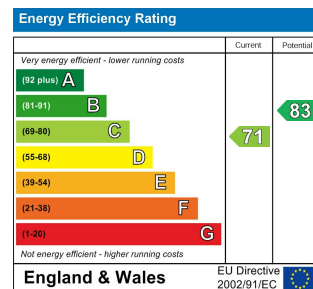 Energy Efficiency Rating
Current Potential
Very energy efficient - lower running costs
(92 plus) A
(81-91) B
83
(69-80) C
71
(55-68) D
(39-54) E
(21-38) F
(1-20) G
Not energy efficient - higher running costs
England & Wales
EU Directive
2002/91/EC